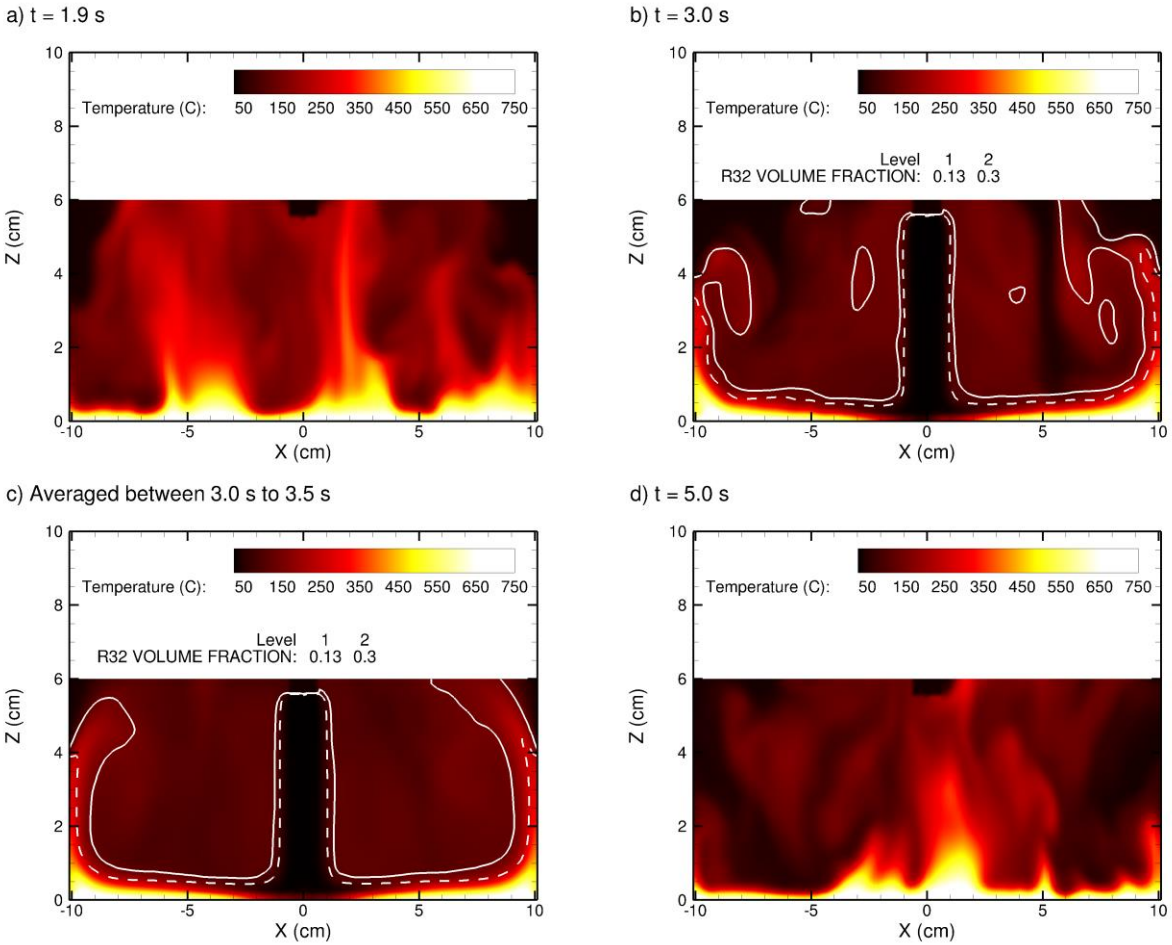 a) t = 1.9 s
10
8
6
4
2
0
Z (cm)
Temperature (C): 50 150 250 350 450 550 650 750
-10 -5 0 5 10
X (cm)
b) t = 3.0 s
10
8
6
4
2
0
Z (cm)
Temperature (C): 50 150 250 350 450 550 650 750
Level 1 2
R32 VOLUME FRACTION: 0.13 0.3
-10 -5 0 5 10
X (cm)
c) Averaged between 3.0 s to 3.5 s
10
8
6
4
2
0
Z (cm)
Temperature (C): 50 150 250 350 450 550 650 750
Level 1 2
R32 VOLUME FRACTION: 0.13 0.3
-10 -5 0 5 10
X (cm)
d) t = 5.0 s
10
8
6
4
2
0
Z (cm)
Temperature (C): 50 150 250 350 450 550 650 750
-10 -5 0 5 10
X (cm)